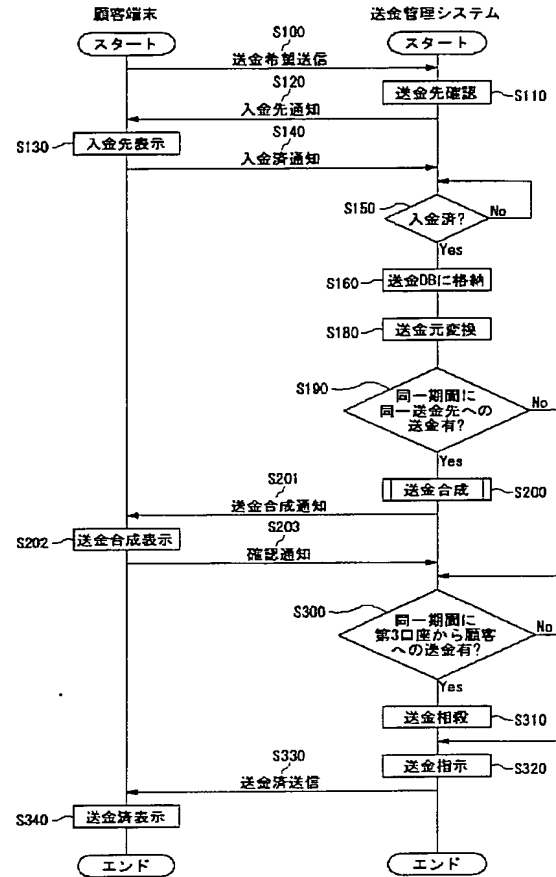 顧客端末
送金管理システム
スタート
スタート
S100
送金希望送信
送金先確認
S110
S120
入金先通知
S130
入金先表示
S140
入金済通知
S150
入金済?
No
Yes
S160
送金DBに格納
S180
送金元変換
S190
同一期間に
同一送金先への
送金有?
No
Yes
送金合成
S200
S201
送金合成通知
S202
送金合成表示
S203
確認通知
S300
同一期間に
第3口座から顧客
への送金有?
No
Yes
送金相殺
S310
送金指示
S320
S330
送金済送信
S340
送金済表示
エンド
エンド